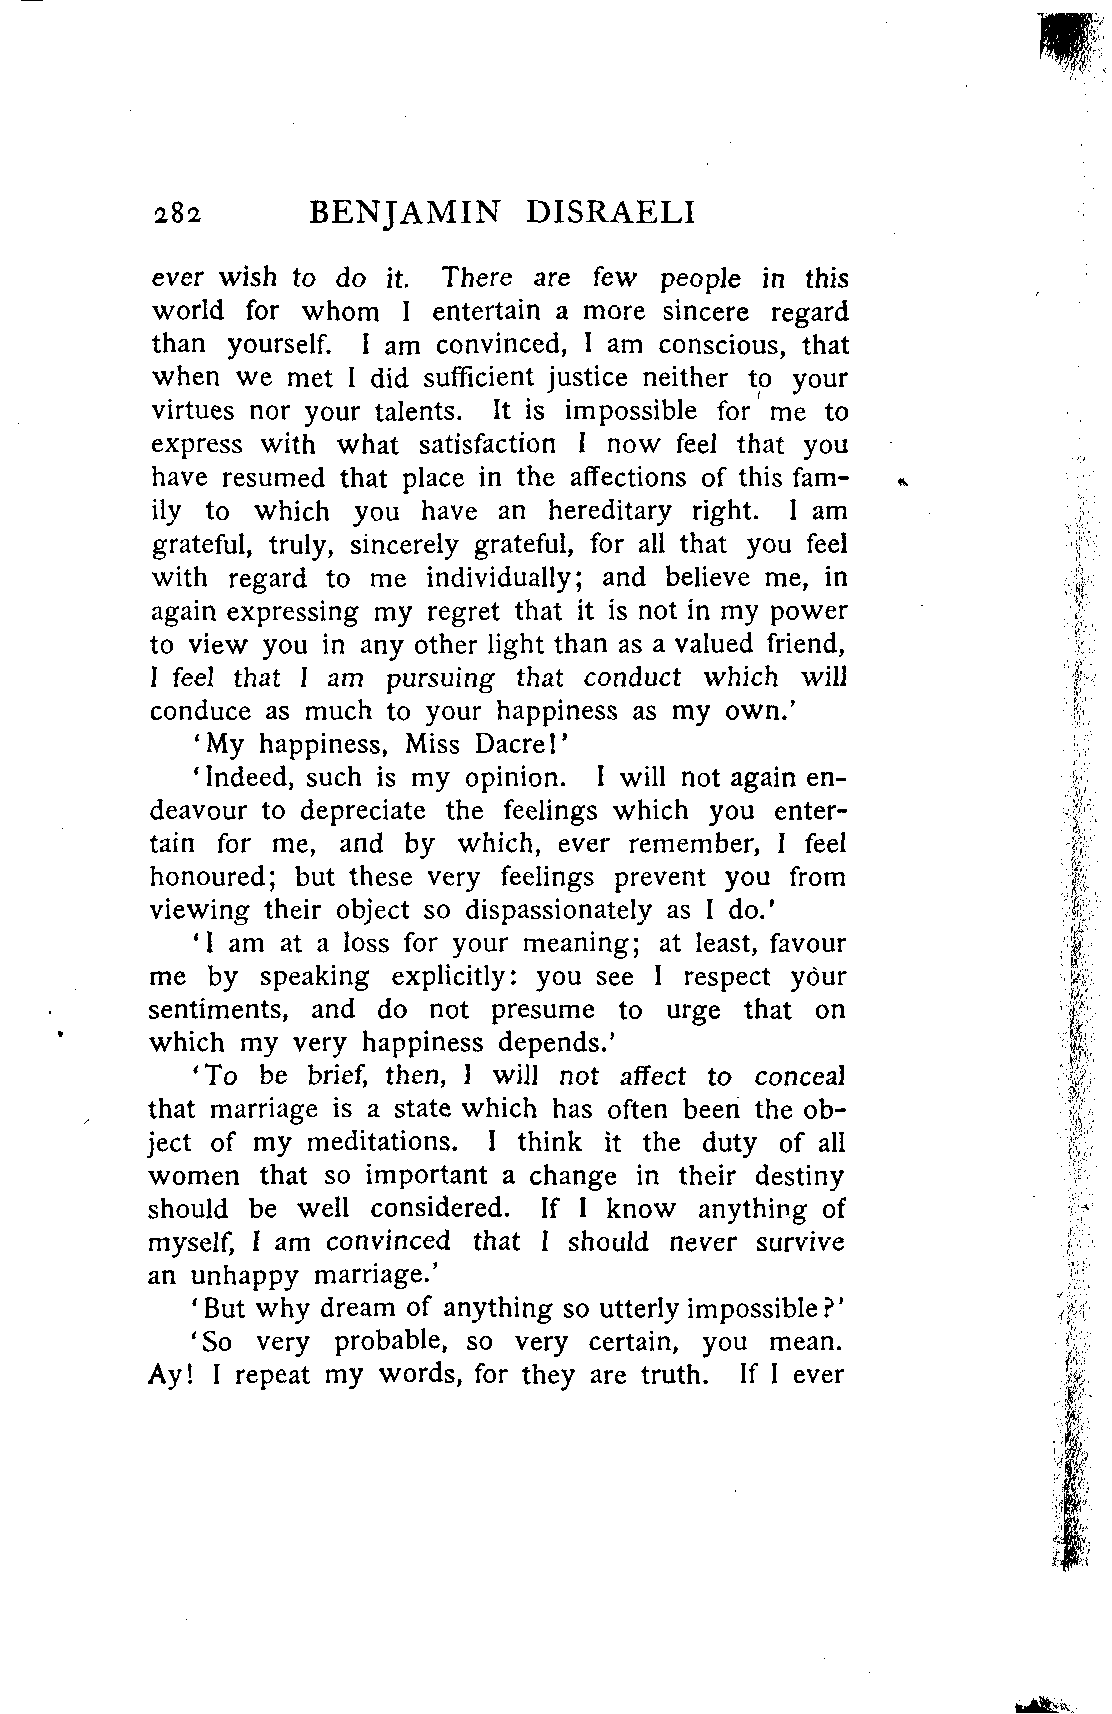 282 BENJAMIN DISRAELI
ever wish to do it. There are few people in this
world for whom I entertain a more sincere regard
than yourself. I am convinced, I am conscious, that
when we met I did sufficient justice neither to your
virtues nor your talents. It is impossible for me to
express with what satisfaction I now feel that you
have resumed that place in the affections of this fam-
ily to which you have an hereditary right. I am
grateful, truly, sincerely grateful, for all that you feel
with regard to me individually; and believe me, in
again expressing my regret that it is not in my power
to view you in any other light than as a valued friend,
I feel that I am pursuing that conduct which will
conduce as much to your happiness as my own.'
'My happiness, Miss Dacre!'
'Indeed, such is my opinion. I will not again en-
deavour to depreciate the feelings which you enter-
tain for me, and by which, ever remember, I feel
honoured; but these very feelings prevent you from
viewing their object so dispassionately as I do.'
'I am at a loss for your meaning; at least, favour
me by speaking explicitly: you see I respect your
sentiments, and do not presume to urge that on
which my very happiness depends.'
'To be brief, then, I will not affect to conceal
that marriage is a state which has often been the ob-
ject of my meditations. I think it the duty of all
women that so important a change in their destiny
should be well considered. If I know anything of
myself, I am convinced that I should never survive
an unhappy marriage.'
'But why dream of anything so utterly impossible?'
'So very probable, so very certain, you mean.
Ay! I repeat my words, for they are truth. If I ever